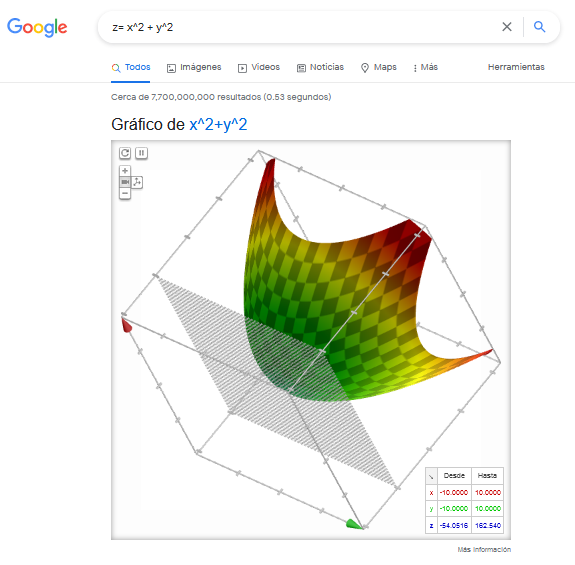 Google
z= x^2 + y^2
Todos Imágenes Videos Noticias Maps Más Herramientas
Cerca de 7,700,000,000 resultados (0.53 segundos)
Gráfico de x^2+y^2
Desde Hasta
x -10.0000 10.0000
y -10.0000 10.0000
z -54.0516 162.540
Más información